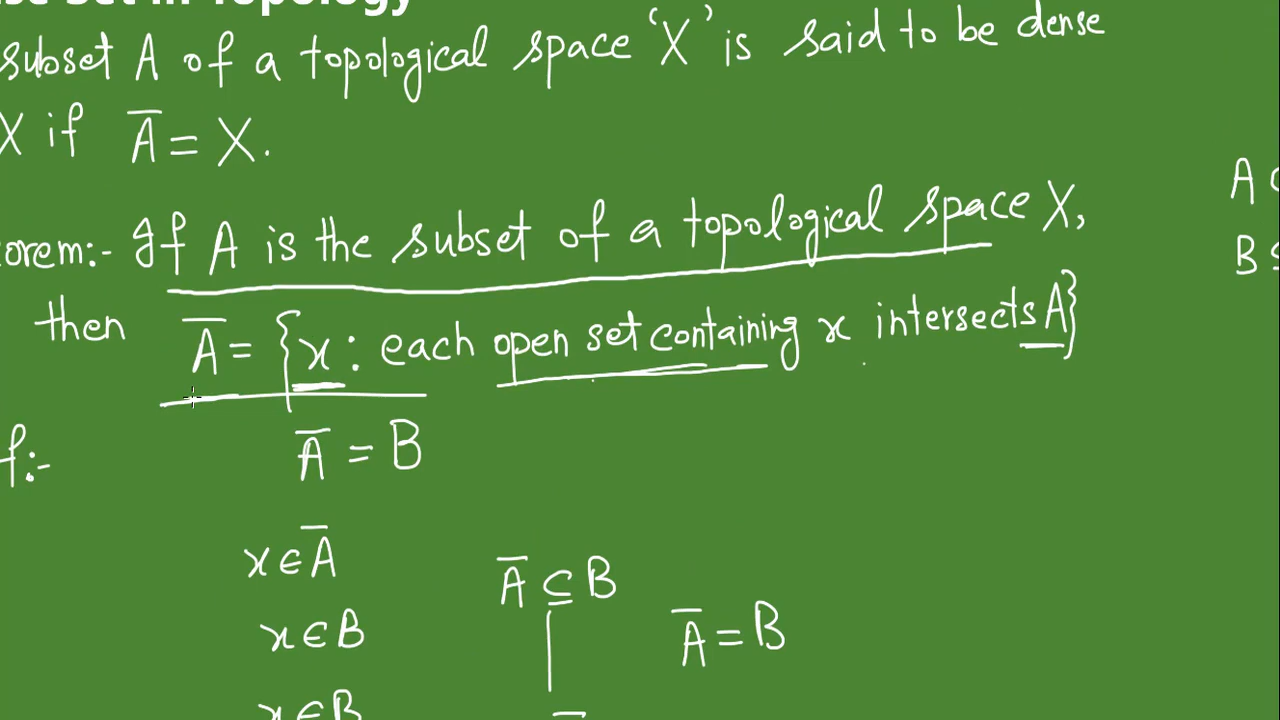 subset A of a topological space 'X' is said to be dense
X if A̅ = X.
orem:- If A is the subset of a topological space X,
then A̅ = {x : each open set containing x intersects A}
f:- A̅ = B
x ∈ A̅
A̅ ⊆ B
x ∈ B
A̅ = B
x ∈ B
A
B